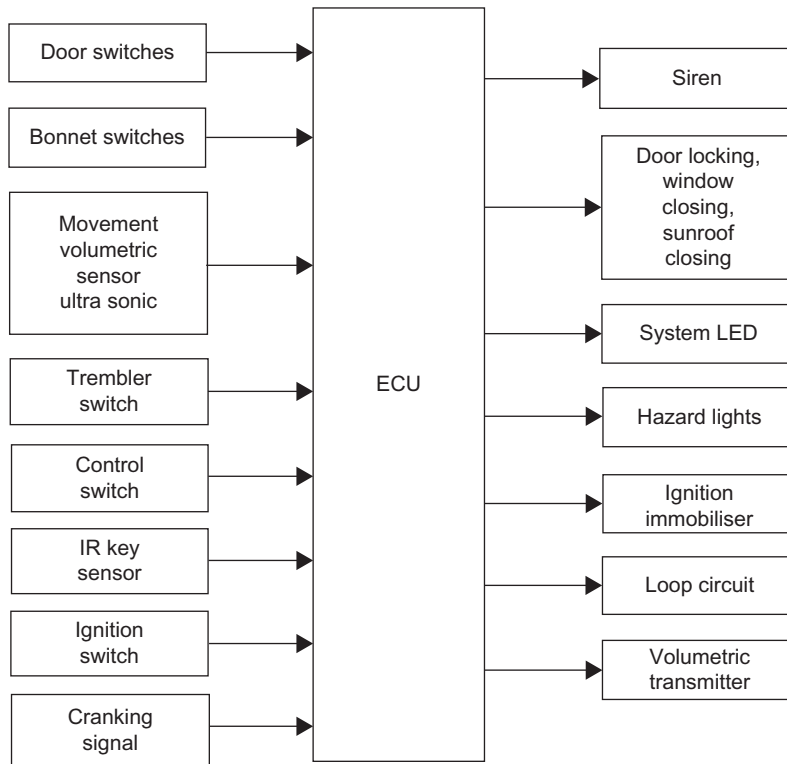 Door switches
Bonnet switches
Movement
volumetric
sensor
ultra sonic
Trembler
switch
Control
switch
IR key
sensor
Ignition
switch
Cranking
signal
ECU
Siren
Door locking,
window
closing,
sunroof
closing
System LED
Hazard lights
Ignition
immobiliser
Loop circuit
Volumetric
transmitter